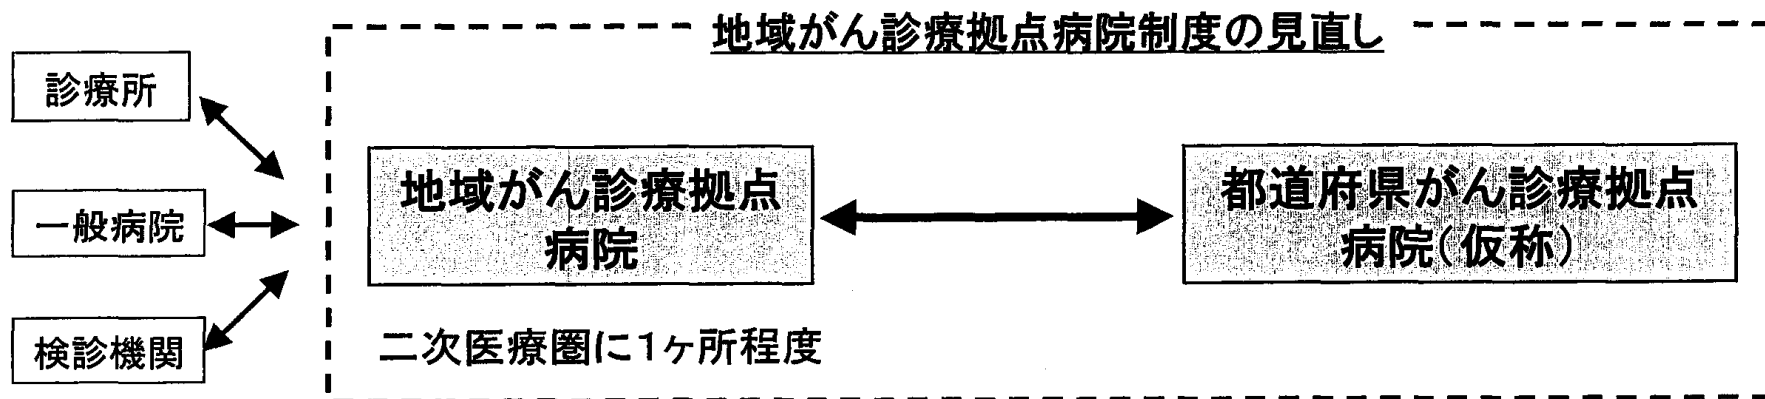 地域がん診療拠点病院制度の見直し
診療所
一般病院
検診機関
地域がん診療拠点
病院
二次医療圏に1ヶ所程度
都道府県がん診療拠点
病院(仮称)